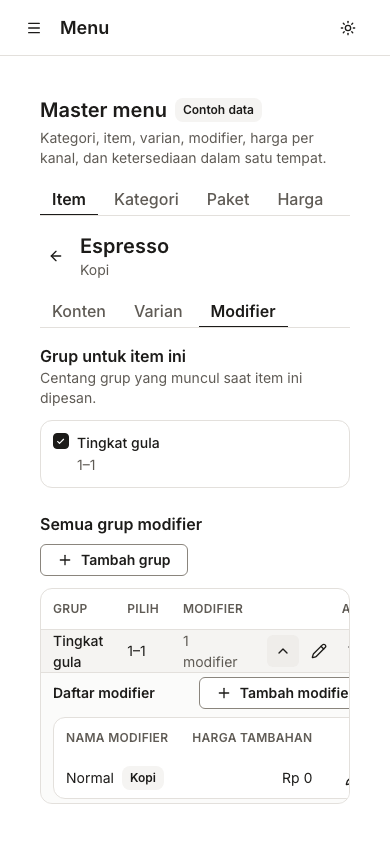 Menu
Master menu Contoh data
Kategori, item, varian, modifier, harga per
kanal, dan ketersediaan dalam satu tempat.
Item Kategori Paket Harga
Espresso
Kopi
Konten Varian Modifier
Grup untuk item ini
Centang grup yang muncul saat item ini
dipesan.
Tingkat gula
1–1
Semua grup modifier
+ Tambah grup
GRUP PILIH MODIFIER
Tingkat
gula
1–1
1
modifier
Daftar modifier
+ Tambah modifie
NAMA MODIFIER HARGA TAMBAHAN
Normal Kopi Rp 0